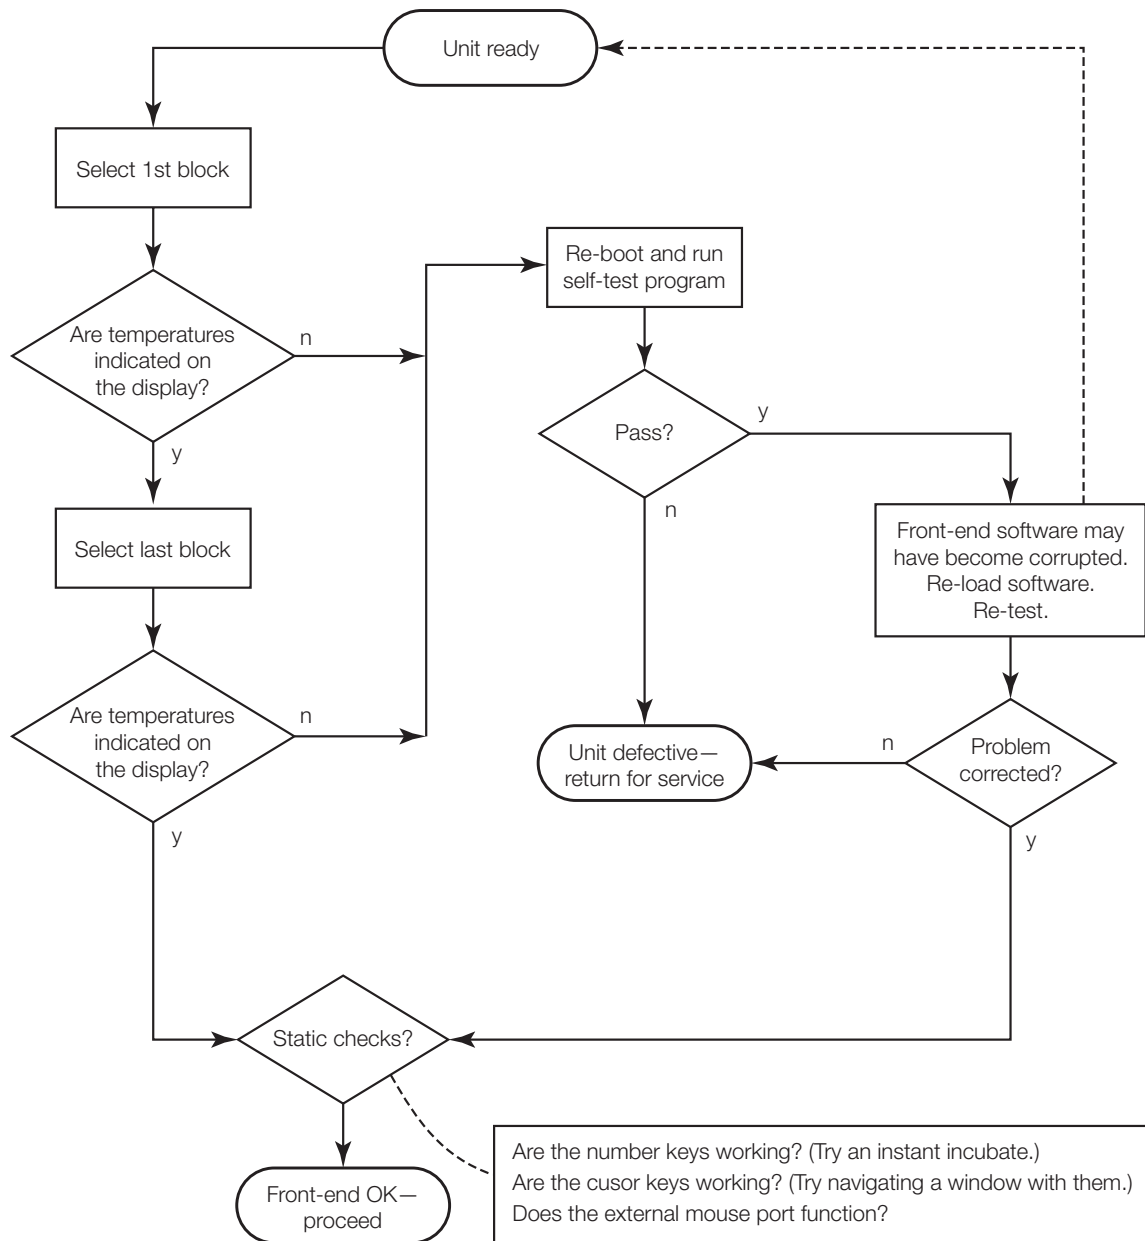 Unit ready
Select 1st block
Are temperatures
indicated on
the display?
n
y
Select last block
Are temperatures
indicated on
the display?
n
y
Re-boot and run
self-test program
Pass?
y
n
Front-end software may
have become corrupted.
Re-load software.
Re-test.
Problem
corrected?
n
y
Unit defective—
return for service
Static checks?
Front-end OK—
proceed
Are the number keys working? (Try an instant incubate.)
Are the cusor keys working? (Try navigating a window with them.)
Does the external mouse port function?